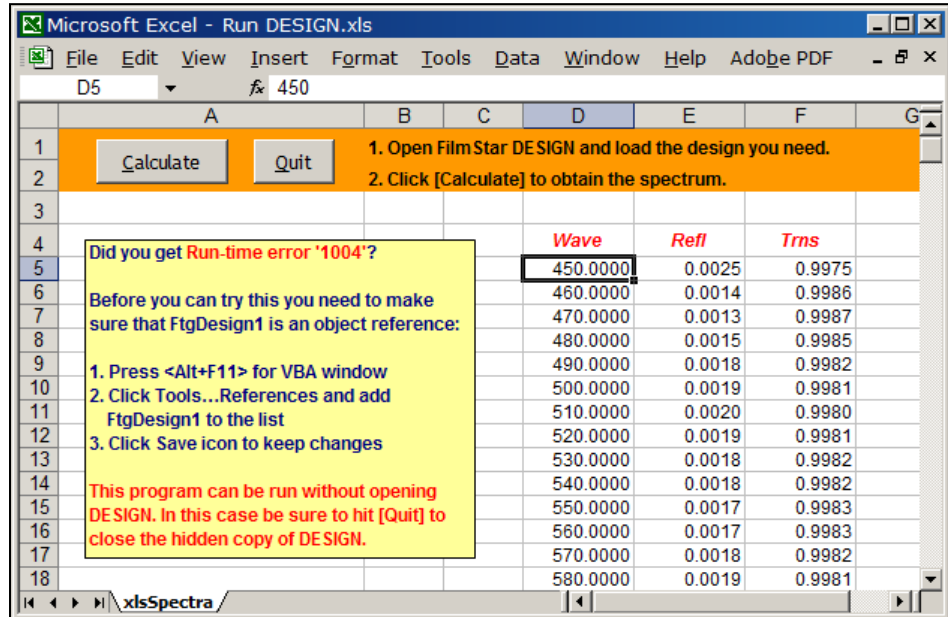 Microsoft Excel - Run DESIGN.xls
File Edit View Insert Format Tools Data Window Help Adobe PDF
D5 fx 450
A B C D E F G
1 Calculate Quit 1. Open FilmStar DESIGN and load the design you need.
2 2. Click [Calculate] to obtain the spectrum.
3
4 Wave Refl Trns
5 450.0000 0.0025 0.9975
6 460.0000 0.0014 0.9986
7 470.0000 0.0013 0.9987
8 480.0000 0.0015 0.9985
9 490.0000 0.0018 0.9982
10 500.0000 0.0019 0.9981
11 510.0000 0.0020 0.9980
12 520.0000 0.0019 0.9981
13 530.0000 0.0018 0.9982
14 540.0000 0.0018 0.9982
15 550.0000 0.0017 0.9983
16 560.0000 0.0017 0.9983
17 570.0000 0.0018 0.9982
18 580.0000 0.0019 0.9981
Did you get Run-time error '1004'?
Before you can try this you need to make
sure that FtgDesign1 is an object reference:
1. Press <Alt+F11> for VBA window
2. Click Tools...References and add
FtgDesign1 to the list
3. Click Save icon to keep changes
This program can be run without opening
DESIGN. In this case be sure to hit [Quit] to
close the hidden copy of DESIGN.
xlsSpectra